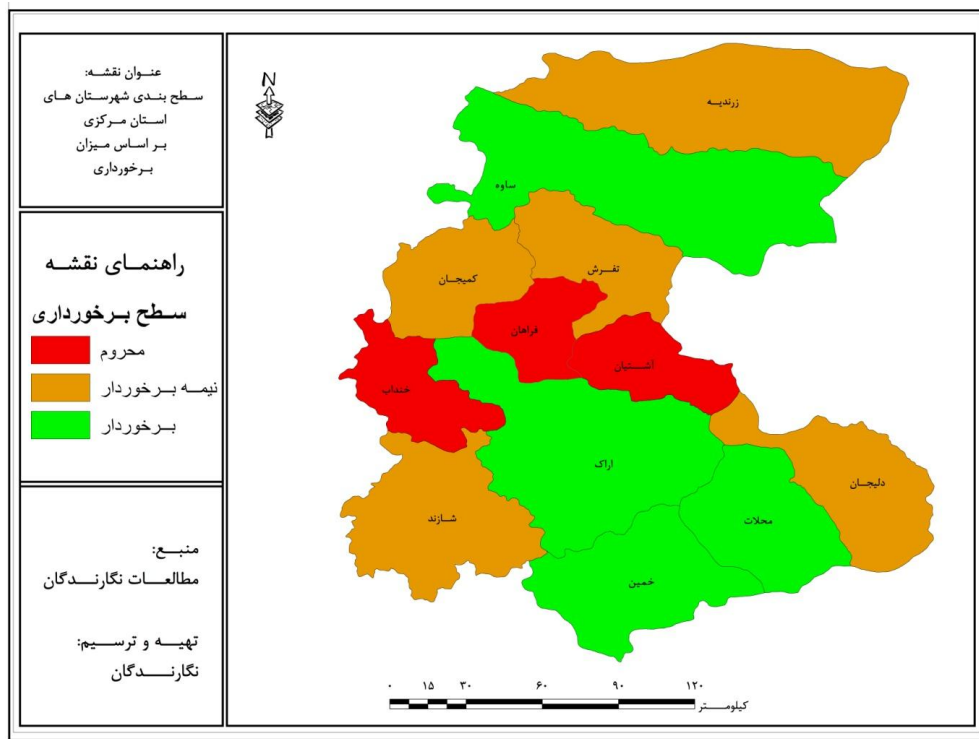 عنوان نقشه:
سطح بندی شهرستان های
استان مرکزی
بر اساس میزان
برخورداری
راهنمای نقشه
سطح برخورداری
محروم
نیمه برخوردار
برخوردار
منبع:
مطالعات نگارندگان
تهیه و ترسیم:
نگارندگان
N
زرندیه
ساوه
تفرش
کمیجان
فراهان
آشتیان
خنداب
اراک
دلیجان
شازند
محلات
خمین
۰ ۱۵ ۳۰ ۶۰ ۹۰ ۱۲۰
کیلومتر